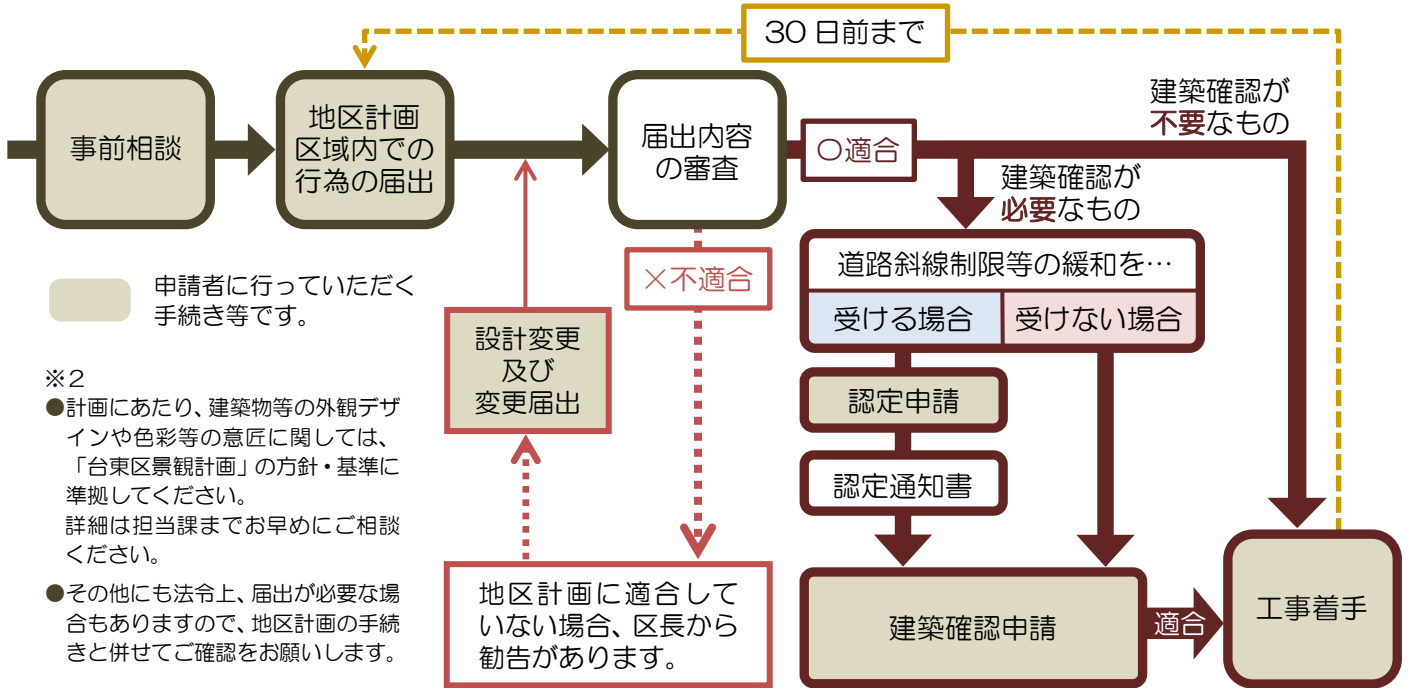 30日前まで
事前相談
地区計画
区域内での
行為の届出
届出内容
の審査
〇適合
建築確認が
不要なもの
建築確認が
必要なもの
×不適合
道路斜線制限等の緩和を…
受ける場合
受けない場合
申請者に行っていただく
手続き等です。
設計変更
及び
変更届出
認定申請
認定通知書
※2
●計画にあたり、建築物等の外観デザ
インや色彩等の意匠に関しては、
「台東区景観計画」の方針・基準に
準拠してください。
詳細は担当課までお早めにご相談
ください。
●その他にも法令上、届出が必要な場
合もありますので、地区計画の手続
きと併せてご確認をお願いします。
地区計画に適合して
いない場合、区長から
勧告があります。
建築確認申請
適合
工事着手